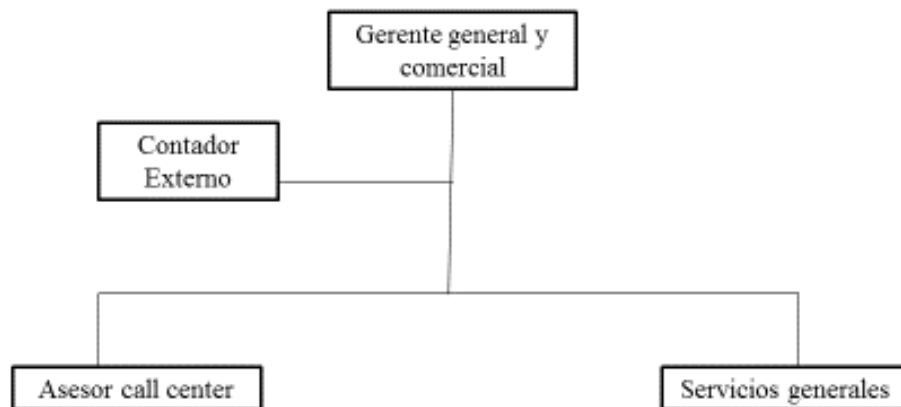 Gerente general y
comercial
Contador
Externo
Asesor call center
Servicios generales